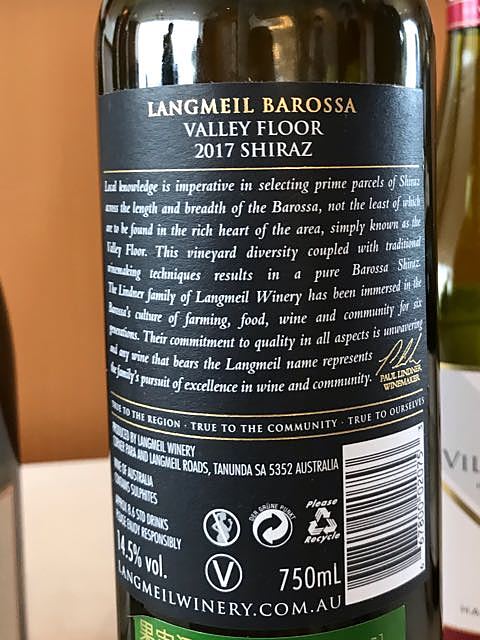 LANGMEIL BAROSSA
VALLEY FLOOR
2017 SHIRAZ
Local knowledge is imperative in selecting prime parcels of Shiraz
across the length and breadth of the Barossa, not the least of which
are to be found in the rich heart of the area, simply known as the
Valley Floor. This vineyard diversity coupled with traditional
winemaking techniques results in a pure Barossa Shiraz.
The Lindner family of Langmeil Winery has been immersed in the
Barossa's culture of farming, food, wine and community for six
generations. Their commitment to quality in all aspects is unwavering
and any wine that bears the Langmeil name represents
the family's pursuit of excellence in wine and community.
PAUL LINDNER
WINEMAKER
TRUE TO THE REGION · TRUE TO THE COMMUNITY · TRUE TO OURSELVES
PRODUCED BY LANGMEIL WINERY
CORNER PARA AND LANGMEIL ROADS, TANUNDA SA 5352 AUSTRALIA
WINE OF AUSTRALIA
CONTAINS SULPHITES
APPROX 8.6 STD DRINKS
PLEASE ENJOY RESPONSIBLY
14.5% vol.
DER GRÜNE PUNKT
Please
Recycle
V
750mL
LANGMEILWINERY.COM.AU
VIL
HA